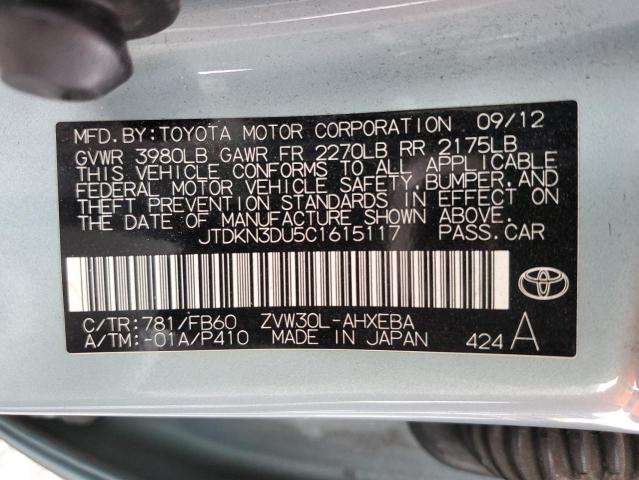 MFD. BY: TOYOTA MOTOR CORPORATION 09/12
GVWR 3980LB GAWR FR 2270LB RR 2175LB
THIS VEHICLE CONFORMS TO ALL APPLICABLE
FEDERAL MOTOR VEHICLE SAFETY, BUMPER, AND
THEFT PREVENTION STANDARDS IN EFFECT ON
THE DATE OF MANUFACTURE SHOWN ABOVE.
JTDKN3DU5C1615117 PASS. CAR
C/TR: 781/FB60 ZVW30L-AHXEBA
A/TM: -01A/P410 MADE IN JAPAN 424 A